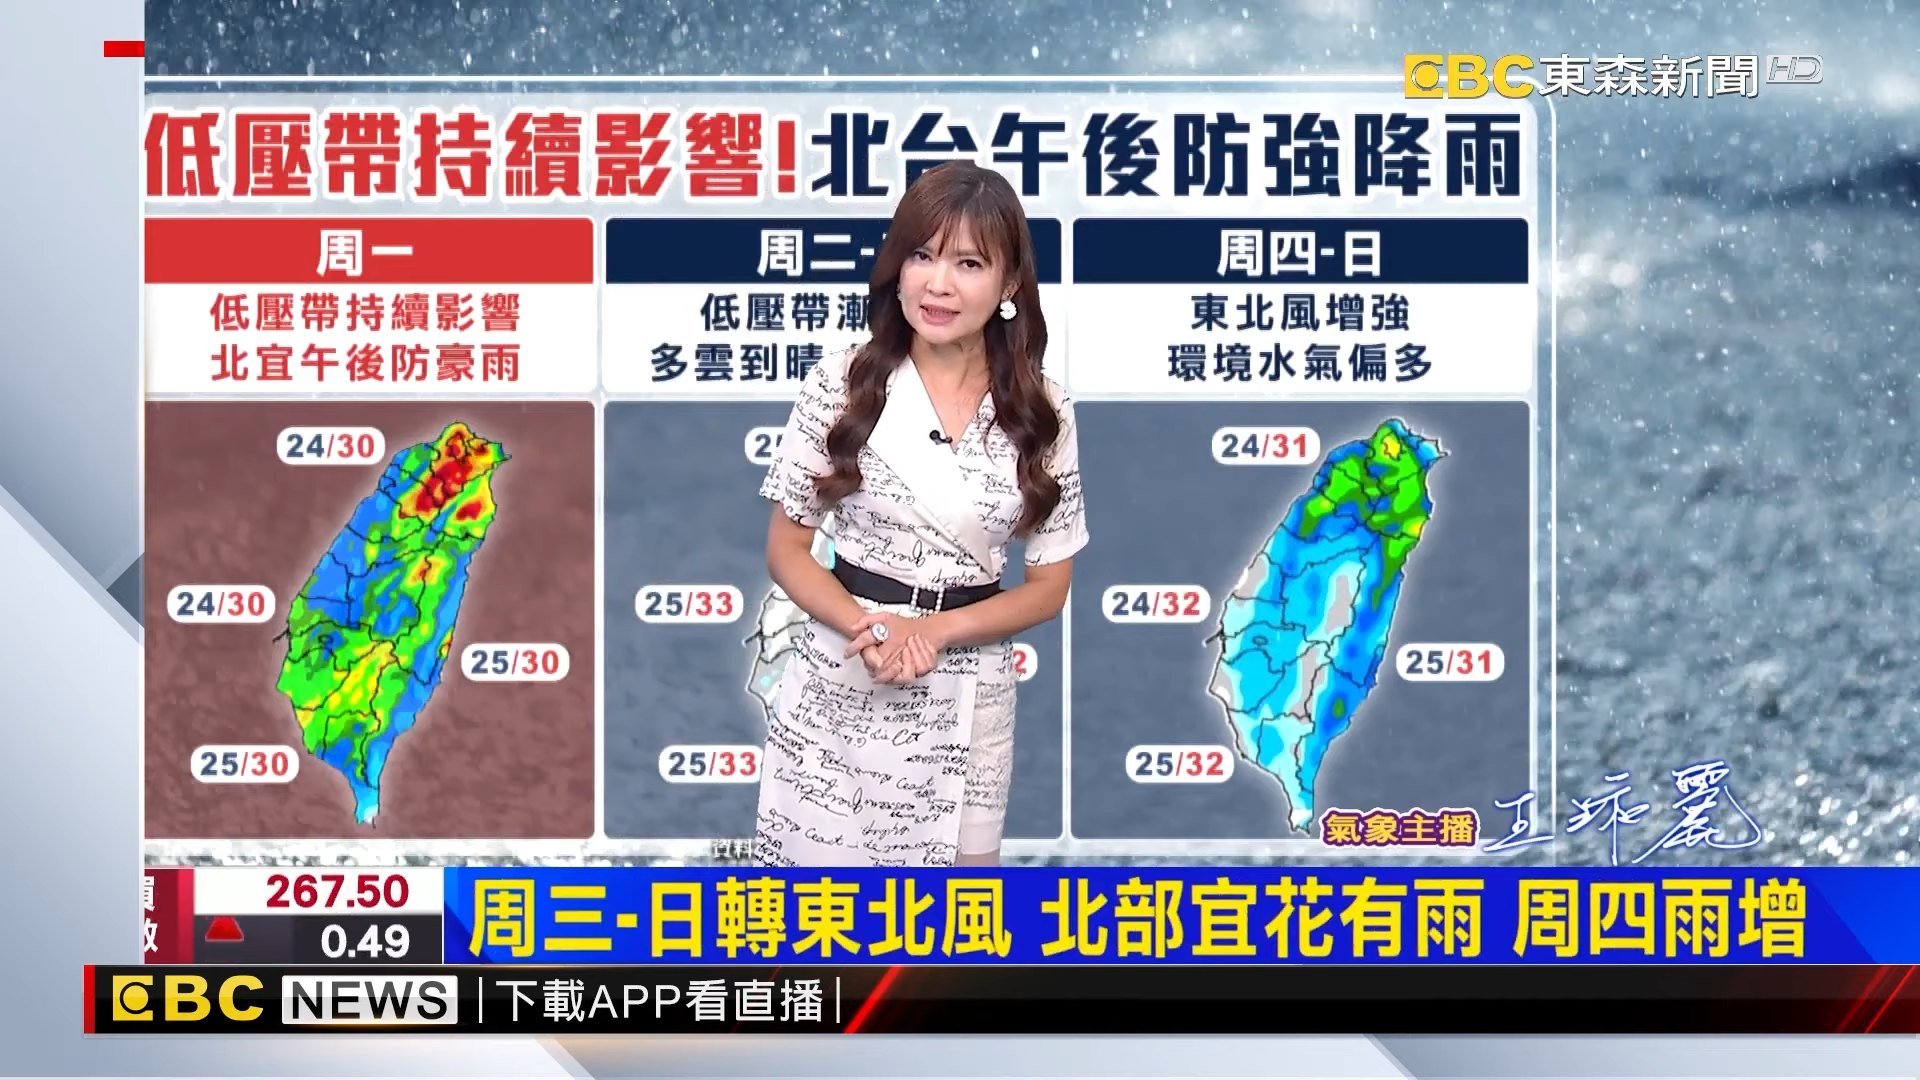 EBC東森新聞HD
低壓帶持續影響!北台午後防強降雨
周一
低壓帶持續影響
北宜午後防豪雨
24/30
24/30
25/30
25/30
周二-
低壓帶漸
多雲到晴
25/33
25/33
周四-日
東北風增強
環境水氣偏多
24/31
24/32
25/31
25/32
資料
氣象主播
267.50
0.49
周三-日轉東北風 北部宜花有雨 周四雨增
EBC NEWS|下載APP看直播|